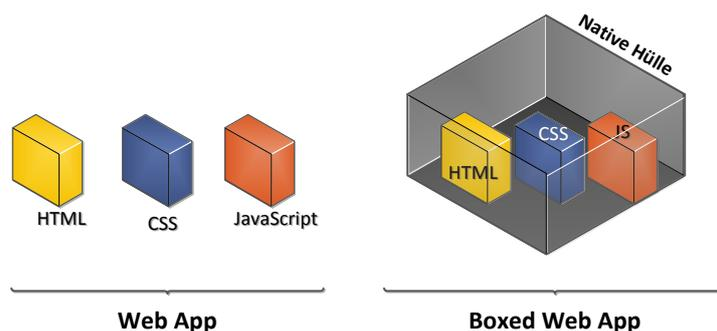 HTML
CSS
JavaScript
Web App
Native Hülle
HTML
CSS
JS
Boxed Web App